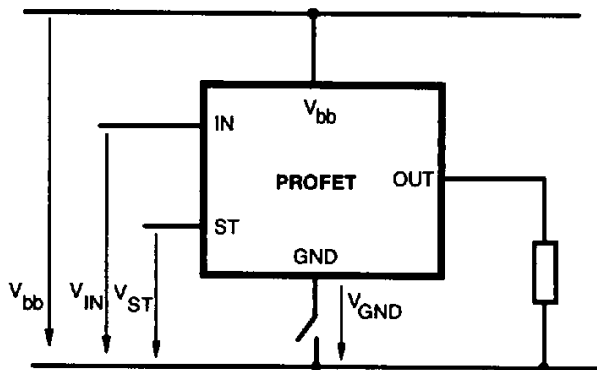 V_bb
IN
PROFET
OUT
ST
GND
V_bb
V_IN
V_ST
V_GND